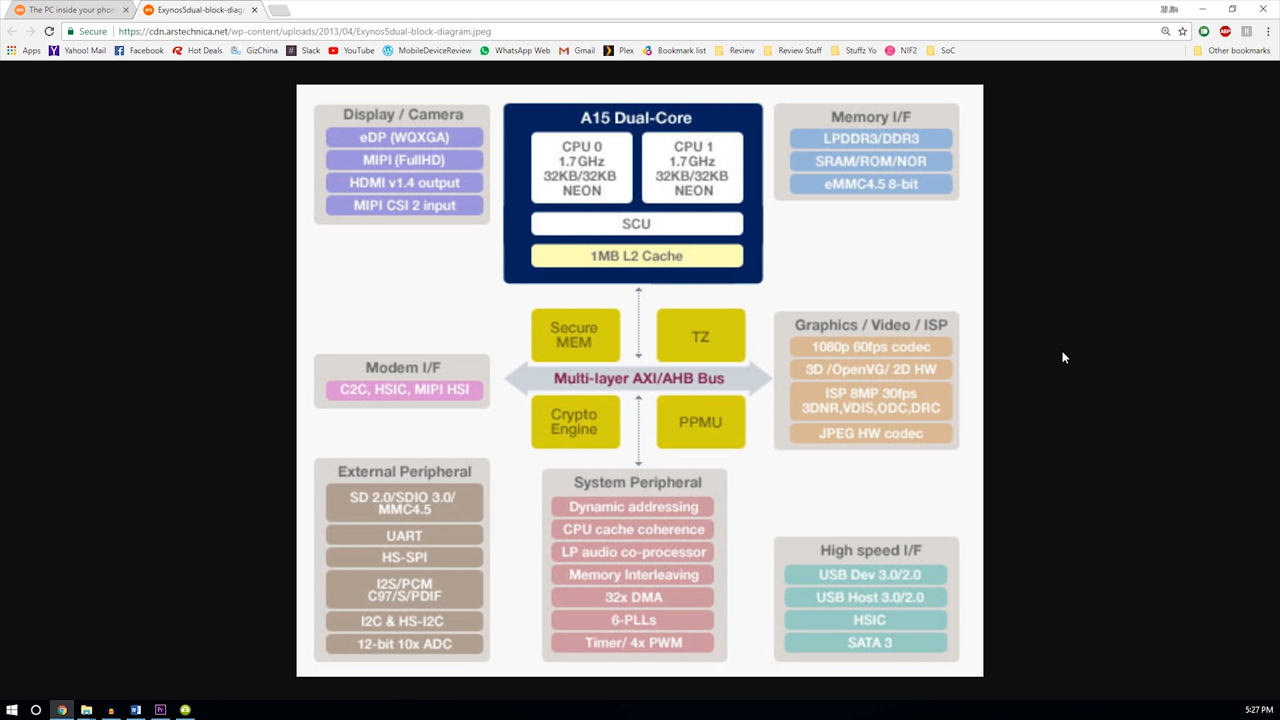 The PC inside your phon
Exynos5dual-block-diagr
Secure
https://cdn.arstechnica.net/wp-content/uploads/2013/04/Exynos5dual-block-diagram.jpeg
Apps
Yahoo! Mail
Facebook
Hot Deals
GizChina
Slack
YouTube
MobileDeviceReview
WhatsApp Web
Gmail
Plex
Bookmark list
Review
Review Stuff
Stuffz Yo
NIF2
SoC
Other bookmarks
Display / Camera
eDP (WQXGA)
MIPI (FullHD)
HDMI v1.4 output
MIPI CSI 2 input
A15 Dual-Core
CPU 0
1.7GHz
32KB/32KB
NEON
CPU 1
1.7GHz
32KB/32KB
NEON
SCU
1MB L2 Cache
Memory I/F
LPDDR3/DDR3
SRAM/ROM/NOR
eMMC4.5 8-bit
Secure
MEM
TZ
Multi-layer AXI/AHB Bus
Crypto
Engine
PPMU
Modem I/F
C2C, HSIC, MIPI HSI
Graphics / Video / ISP
1080p 60fps codec
3D /OpenVG/ 2D HW
ISP 8MP 30fps
3DNR,VDIS,ODC,DRC
JPEG HW codec
External Peripheral
SD 2.0/SDIO 3.0/
MMC4.5
UART
HS-SPI
I2S/PCM
C97/S/PDIF
I2C & HS-I2C
12-bit 10x ADC
System Peripheral
Dynamic addressing
CPU cache coherence
LP audio co-processor
Memory Interleaving
32x DMA
6-PLLs
Timer/ 4x PWM
High speed I/F
USB Dev 3.0/2.0
USB Host 3.0/2.0
HSIC
SATA 3
5:27 PM